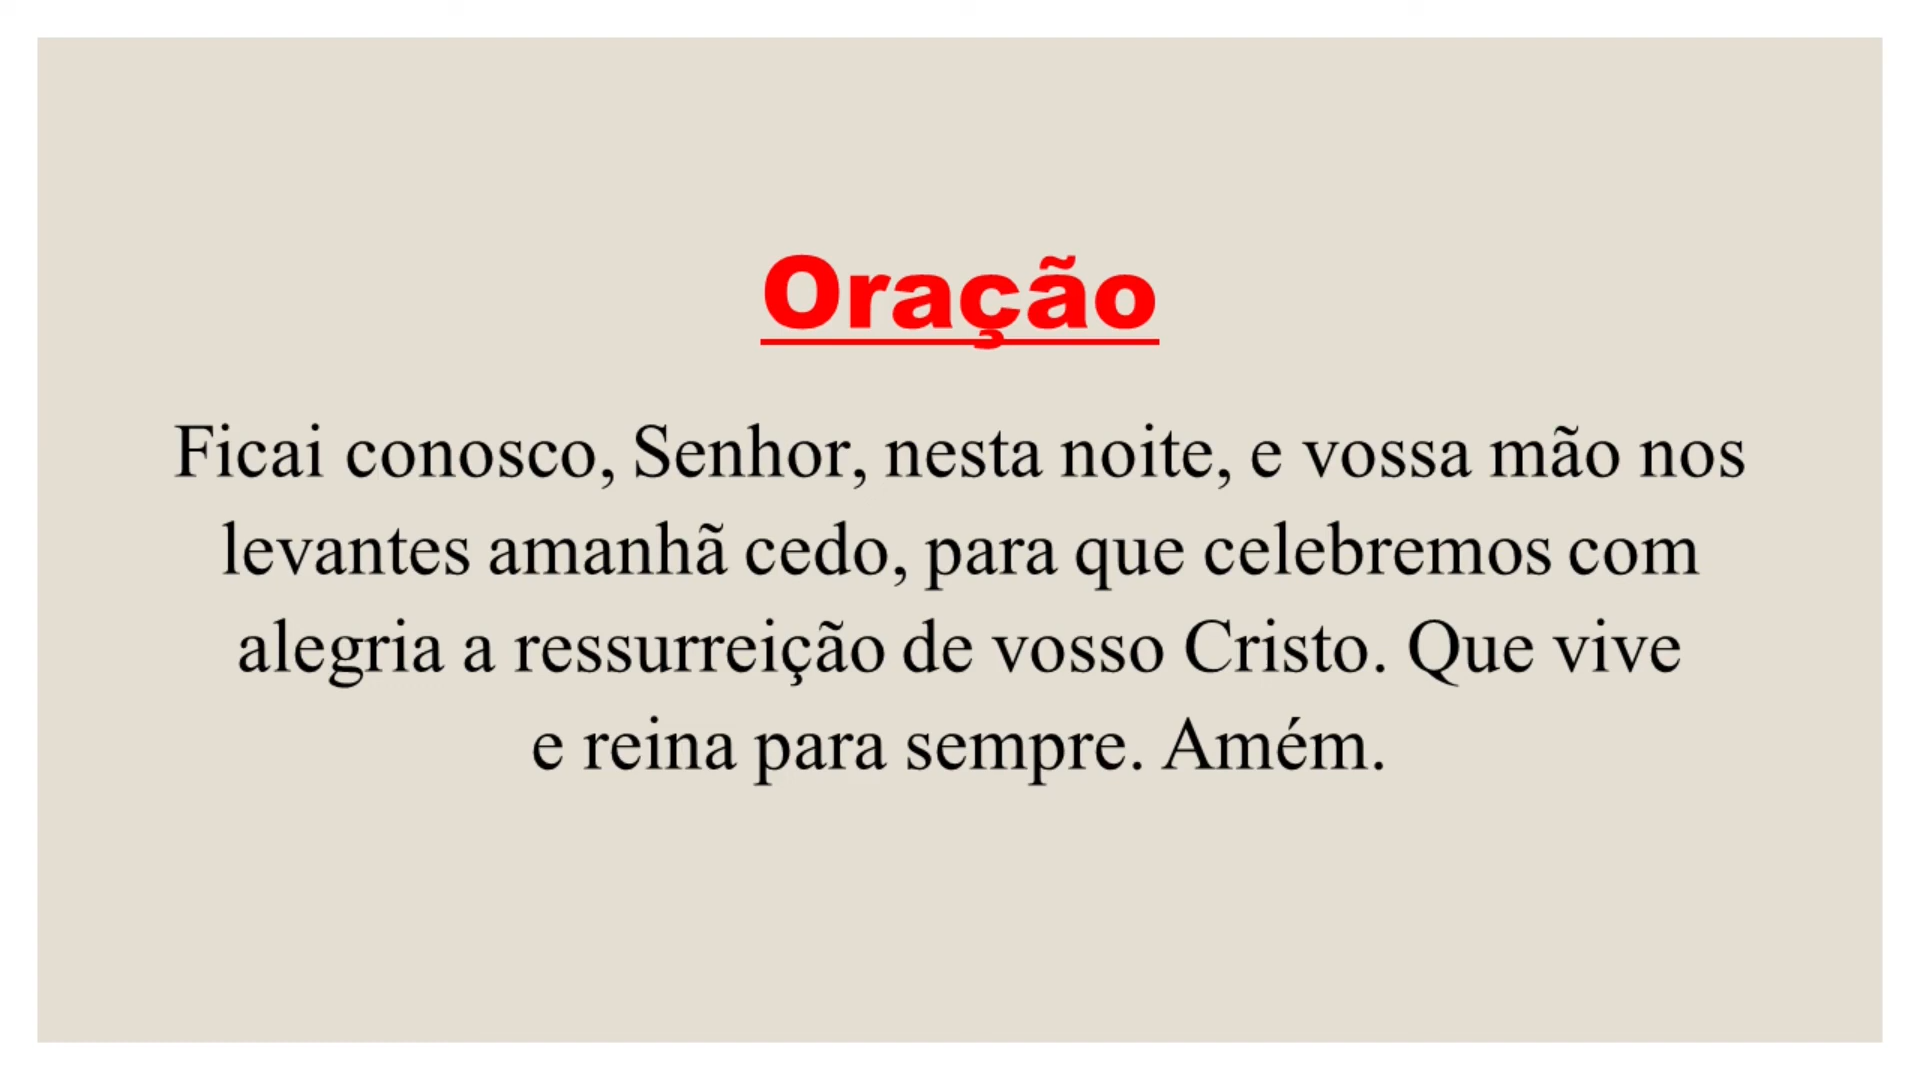 Oração
Ficai conosco, Senhor, nesta noite, e vossa mão nos
levantes amanhã cedo, para que celebremos com
alegria a ressurreição de vosso Cristo. Que vive
e reina para sempre. Amém.